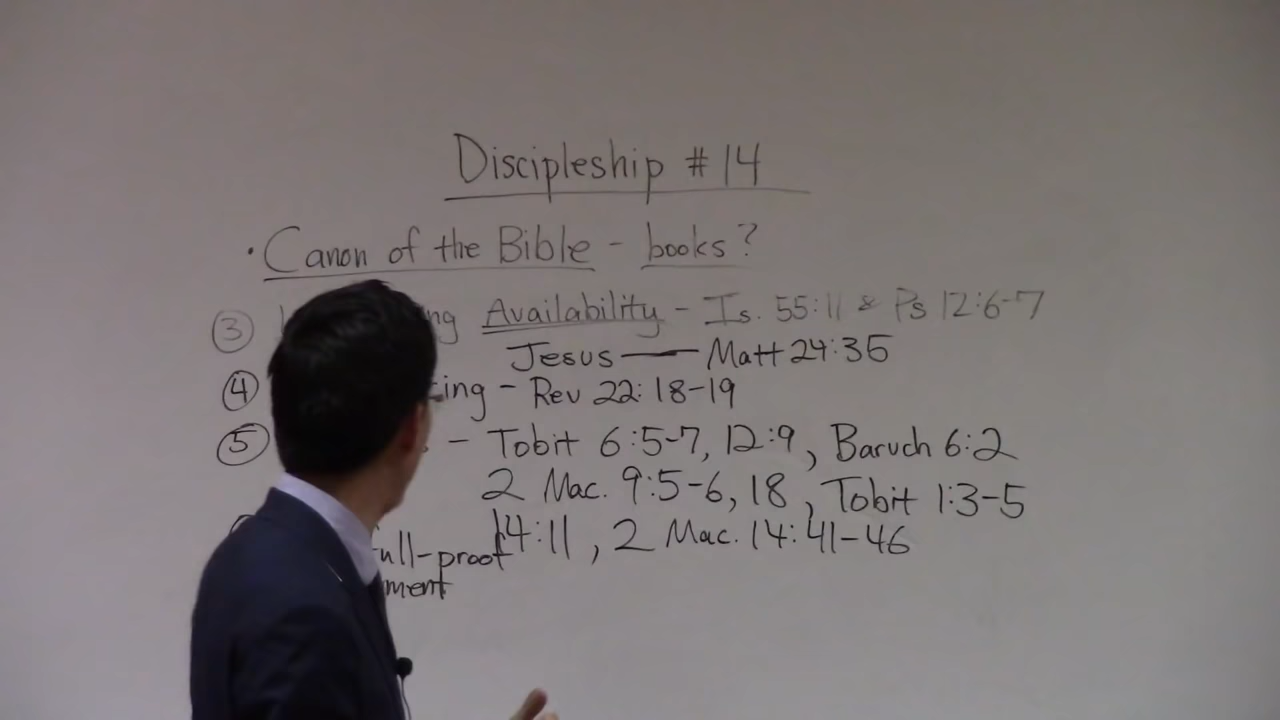 Discipleship #14
· Canon of the Bible - books?
③ Availability - Is. 55:11 & Ps 12:6-7
Jesus — Matt 24:35
④ - Rev 22:18-19
⑤ - Tobit 6:5-7, 12:9, Baruch 6:2
2 Mac. 9:5-6, 18, Tobit 1:3-5
14:11, 2 Mac. 14:41-46
ull-proof
ment